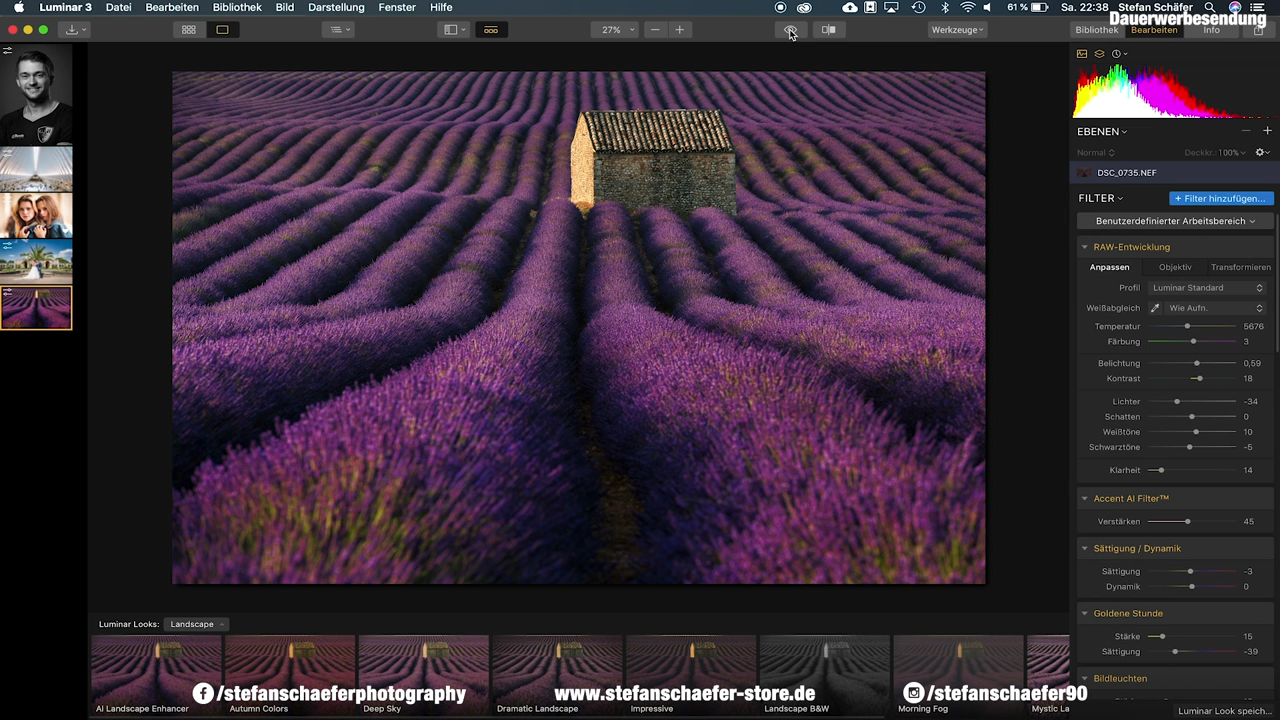 Luminar 3 Datei Bearbeiten Bibliothek Bild Darstellung Fenster Hilfe 61% Sa. 22:38 Stefan Schäfer
Dauerwerbesendung
27% Werkzeuge Bibliothek Bearbeiten Info
EBENEN
Normal Deckkr.: 100%
DSC_0735.NEF
FILTER + Filter hinzufügen...
Benutzerdefinierter Arbeitsbereich
RAW-Entwicklung
Anpassen Objektiv Transformieren
Profil Luminar Standard
Weißabgleich Wie Aufn.
Temperatur 5676
Färbung 3
Belichtung 0,59
Kontrast 18
Lichter -34
Schatten 0
Weißtöne 10
Schwarztöne -5
Klarheit 14
Accent AI Filter™
Verstärken 45
Sättigung / Dynamik
Sättigung -3
Dynamik 0
Goldene Stunde
Stärke 15
Sättigung -39
Bildleuchten
Luminar Looks: Landscape
/stefanschaeferphotography www.stefanschaefer-store.de /stefanschaefer90
AI Landscape Enhancer Autumn Colors Deep Sky Dramatic Landscape Impressive Landscape B&W Morning Fog Mystic La
Luminar Look speich...